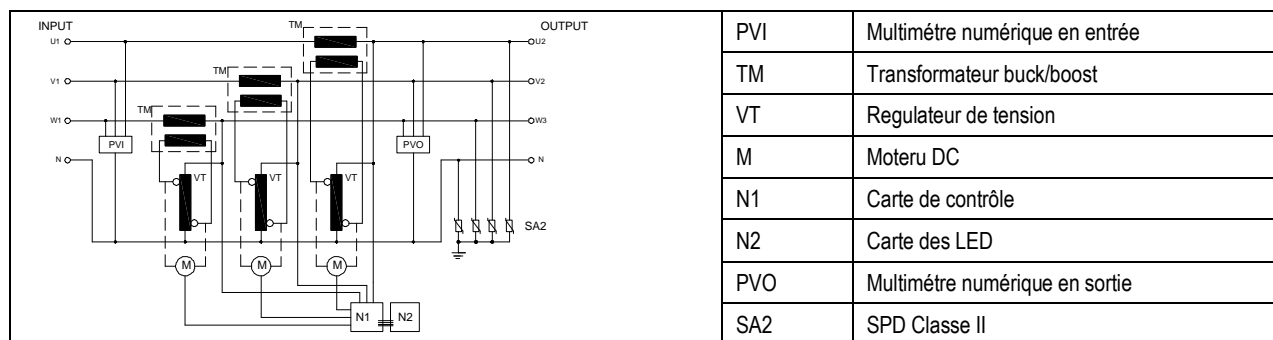 INPUT
OUTPUT
TM
U1
U2
TM
V1
V2
TM
W1
W3
PVI
PVO
N
N
VT
VT
VT
SA2
M
M
M
N1
N2
PVI Multimétre numérique en entrée
TM Transformateur buck/boost
VT Regulateur de tension
M Moteru DC
N1 Carte de contrôle
N2 Carte des LED
PVO Multimétre numérique en sortie
SA2 SPD Classe II